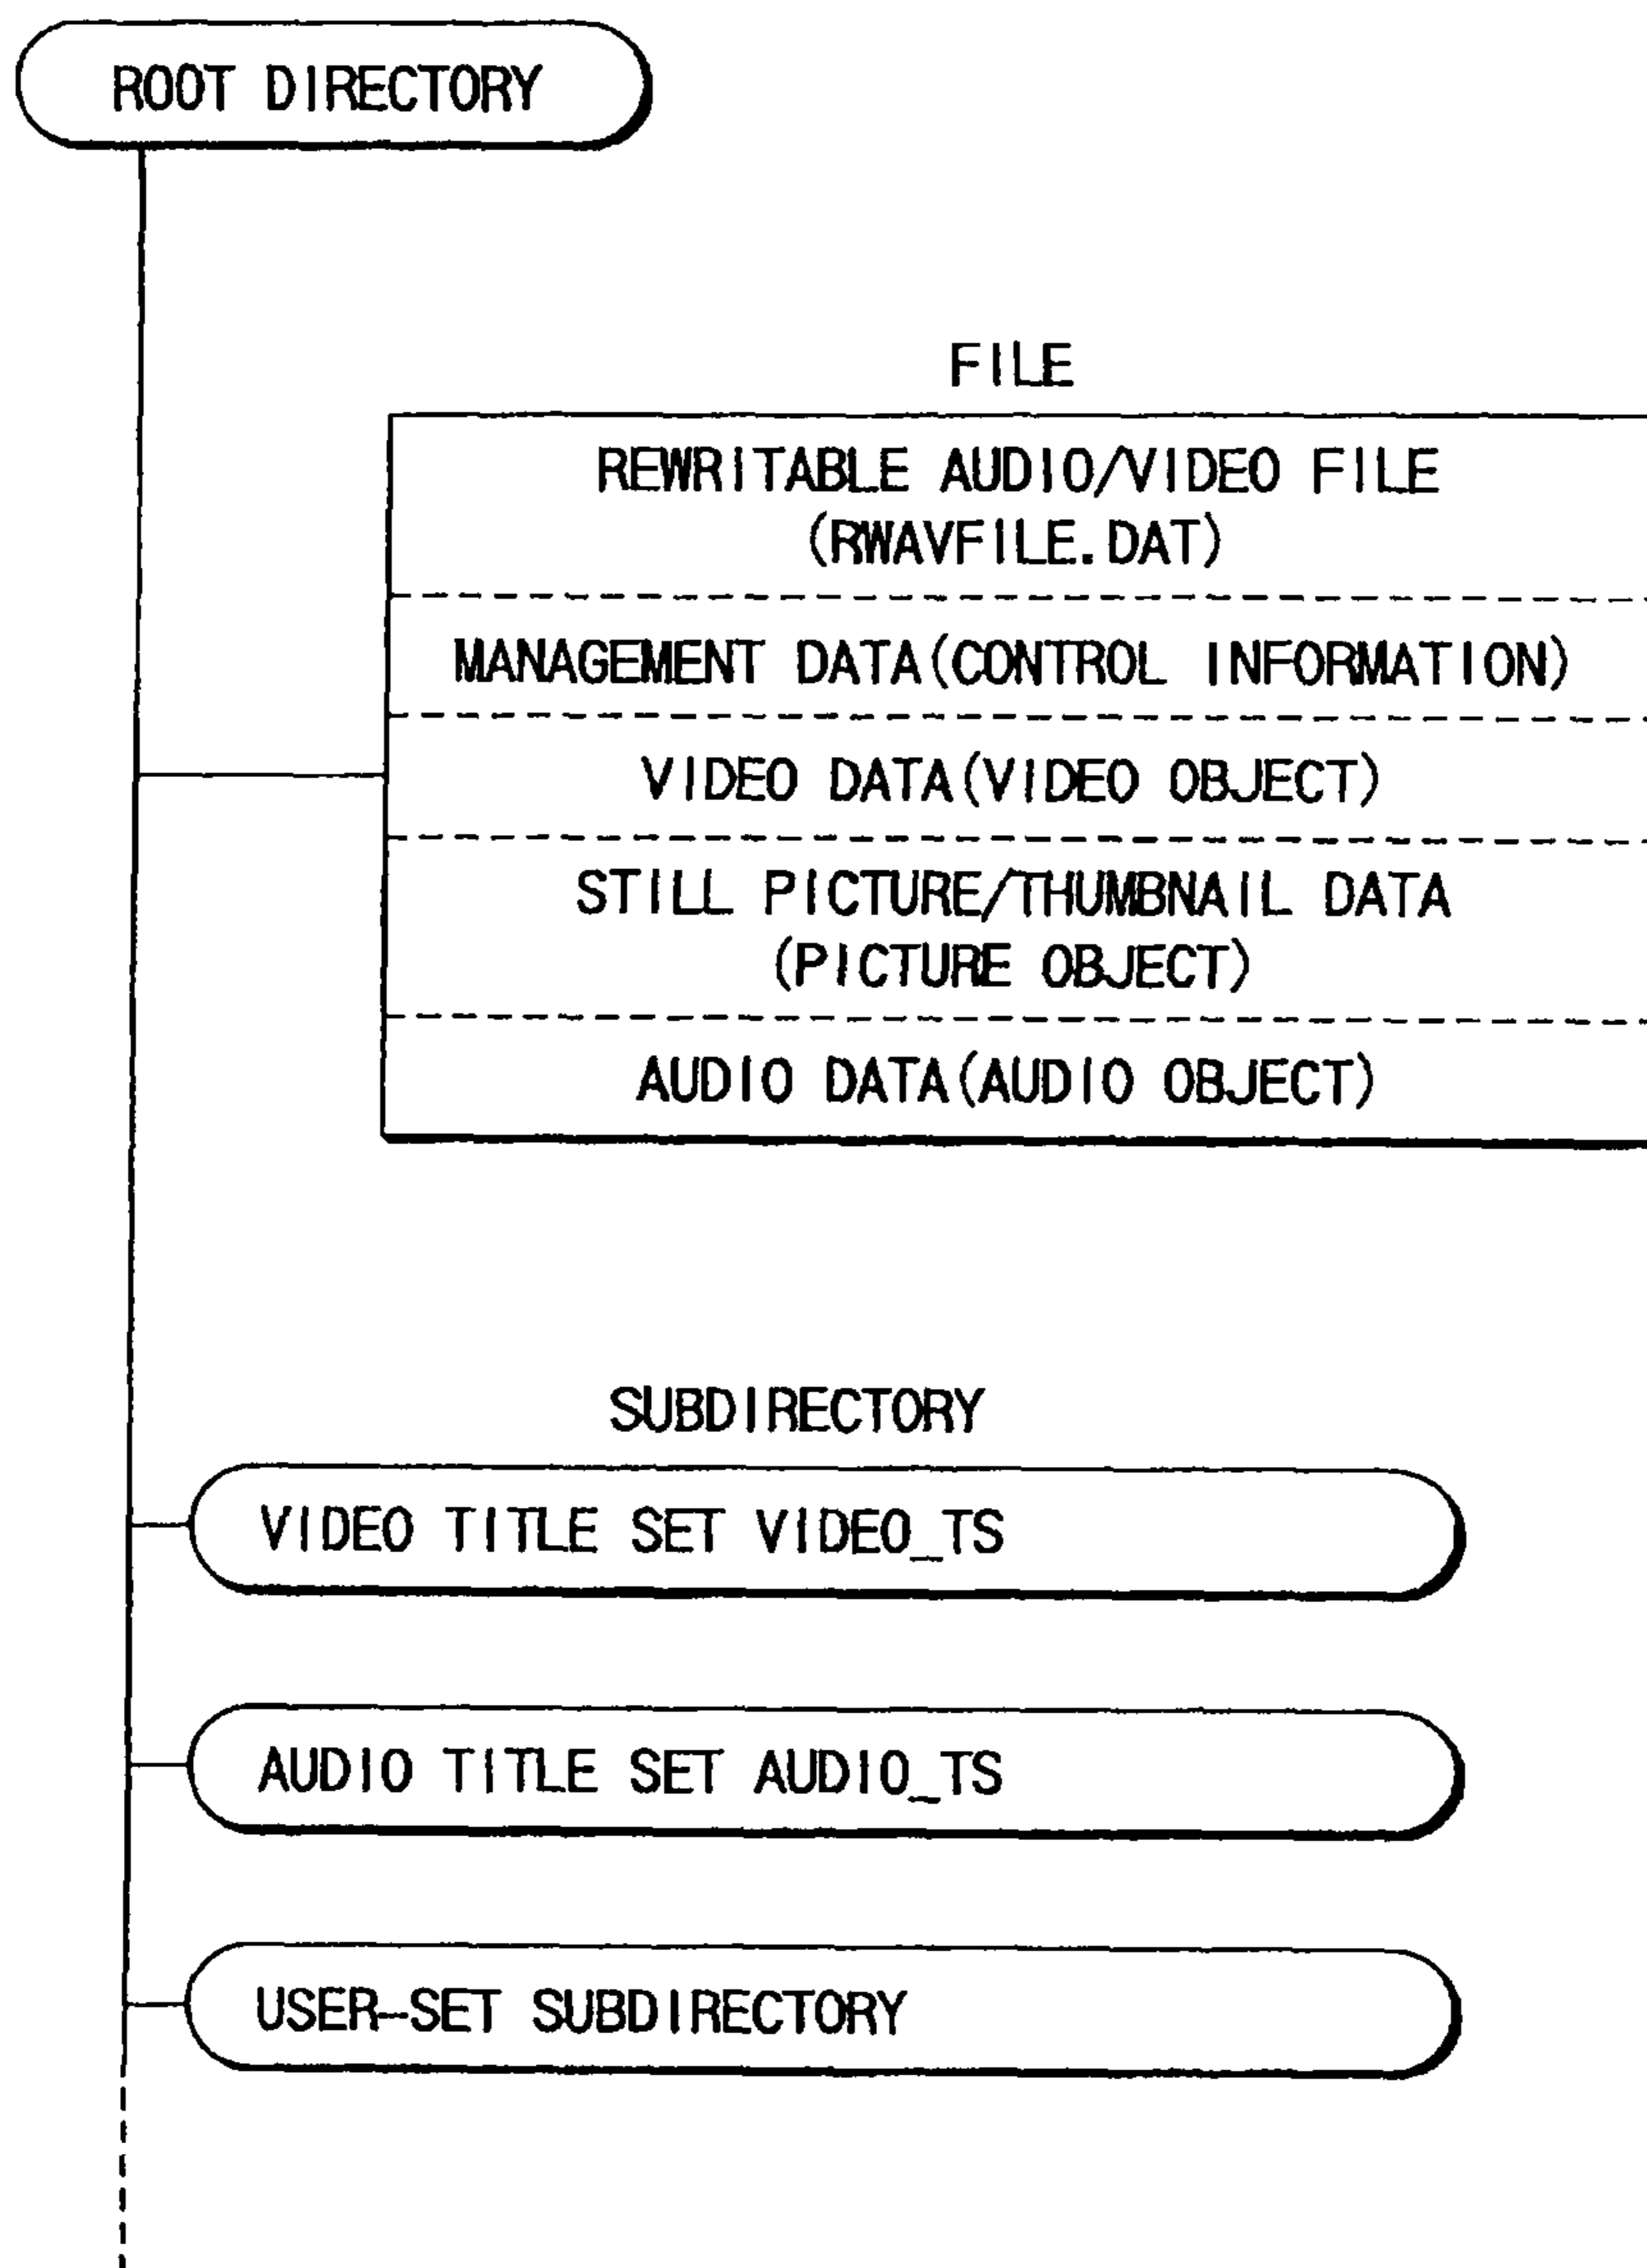 ROOT DIRECTORY
FILE
REWRITABLE AUDIO/VIDEO FILE
(RWAVFILE.DAT)
MANAGEMENT DATA(CONTROL INFORMATION)
VIDEO DATA(VIDEO OBJECT)
STILL PICTURE/THUMBNAIL DATA
(PICTURE OBJECT)
AUDIO DATA(AUDIO OBJECT)
SUBDIRECTORY
VIDEO TITLE SET VIDEO_TS
AUDIO TITLE SET AUDIO_TS
USER-SET SUBDIRECTORY